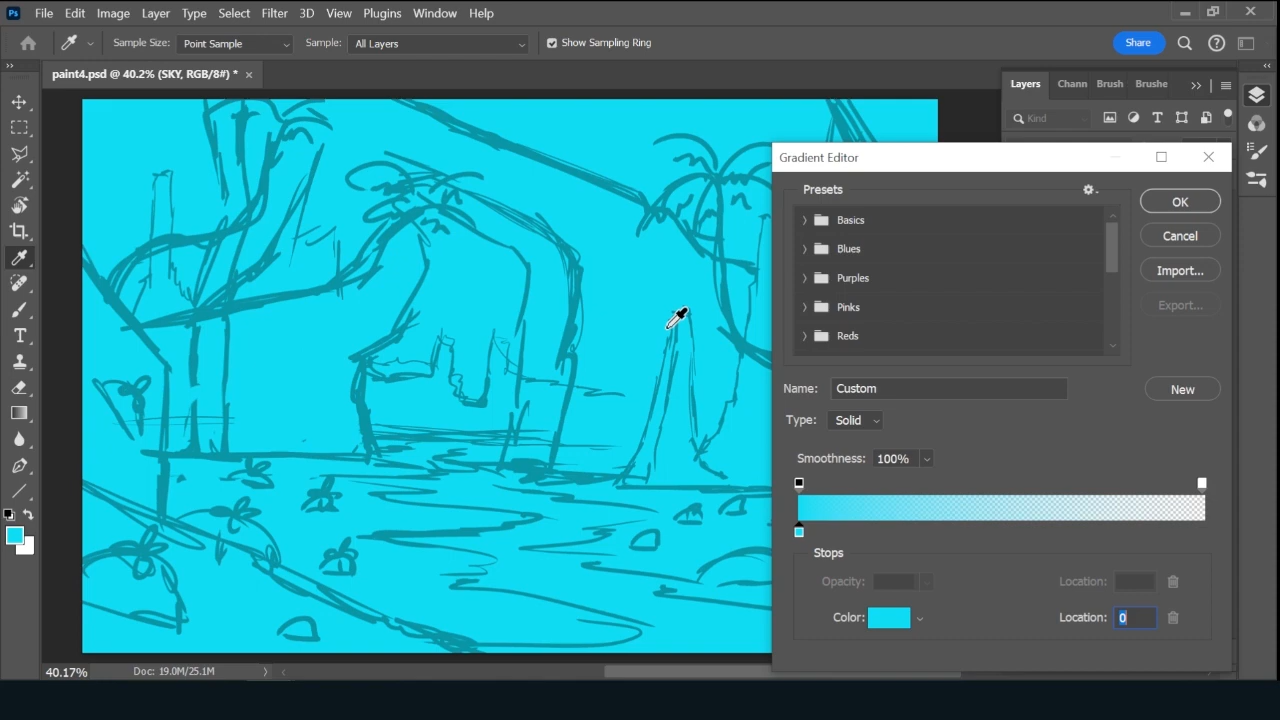 Ps File Edit Image Layer Type Select Filter 3D View Plugins Window Help
Sample Size: Point Sample Sample: All Layers Show Sampling Ring Share
paint4.psd @ 40.2% (SKY, RGB/8#) *
Layers Chann Brush Brushe
Kind
Gradient Editor
Presets
Basics
Blues
Purples
Pinks
Reds
OK
Cancel
Import...
Export...
Name: Custom New
Type: Solid
Smoothness: 100%
Stops
Opacity: Location:
Color: Location: 0
40.17% Doc: 19.0M/25.1M